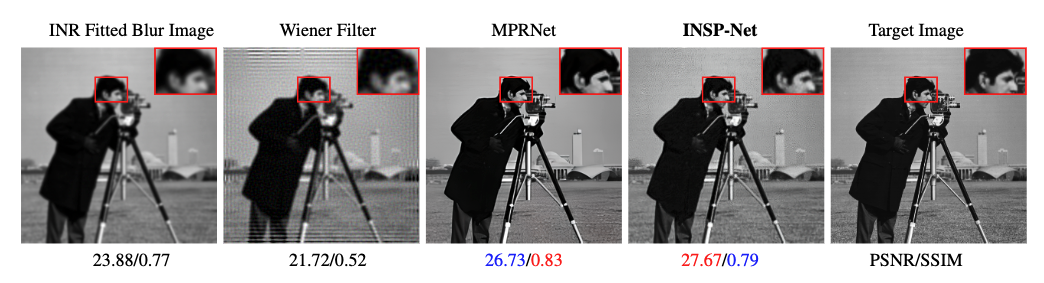 INR Fitted Blur Image Wiener Filter MPRNet INSP-Net Target Image
23.88/0.77 21.72/0.52 26.73/0.83 27.67/0.79 PSNR/SSIM